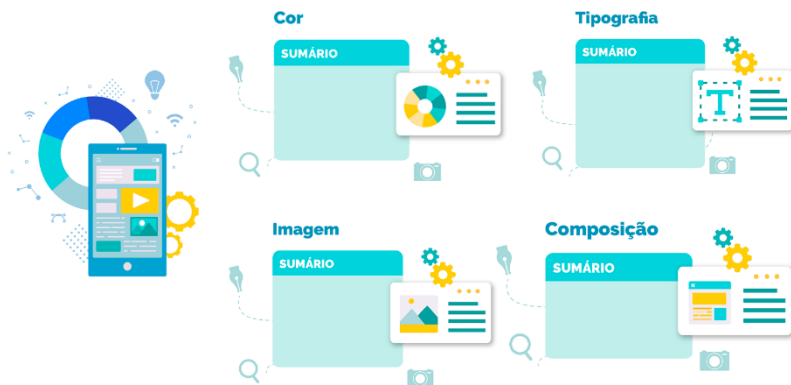 Cor
SUMÁRIO
Tipografia
SUMÁRIO
T
Imagem
SUMÁRIO
Composição
SUMÁRIO